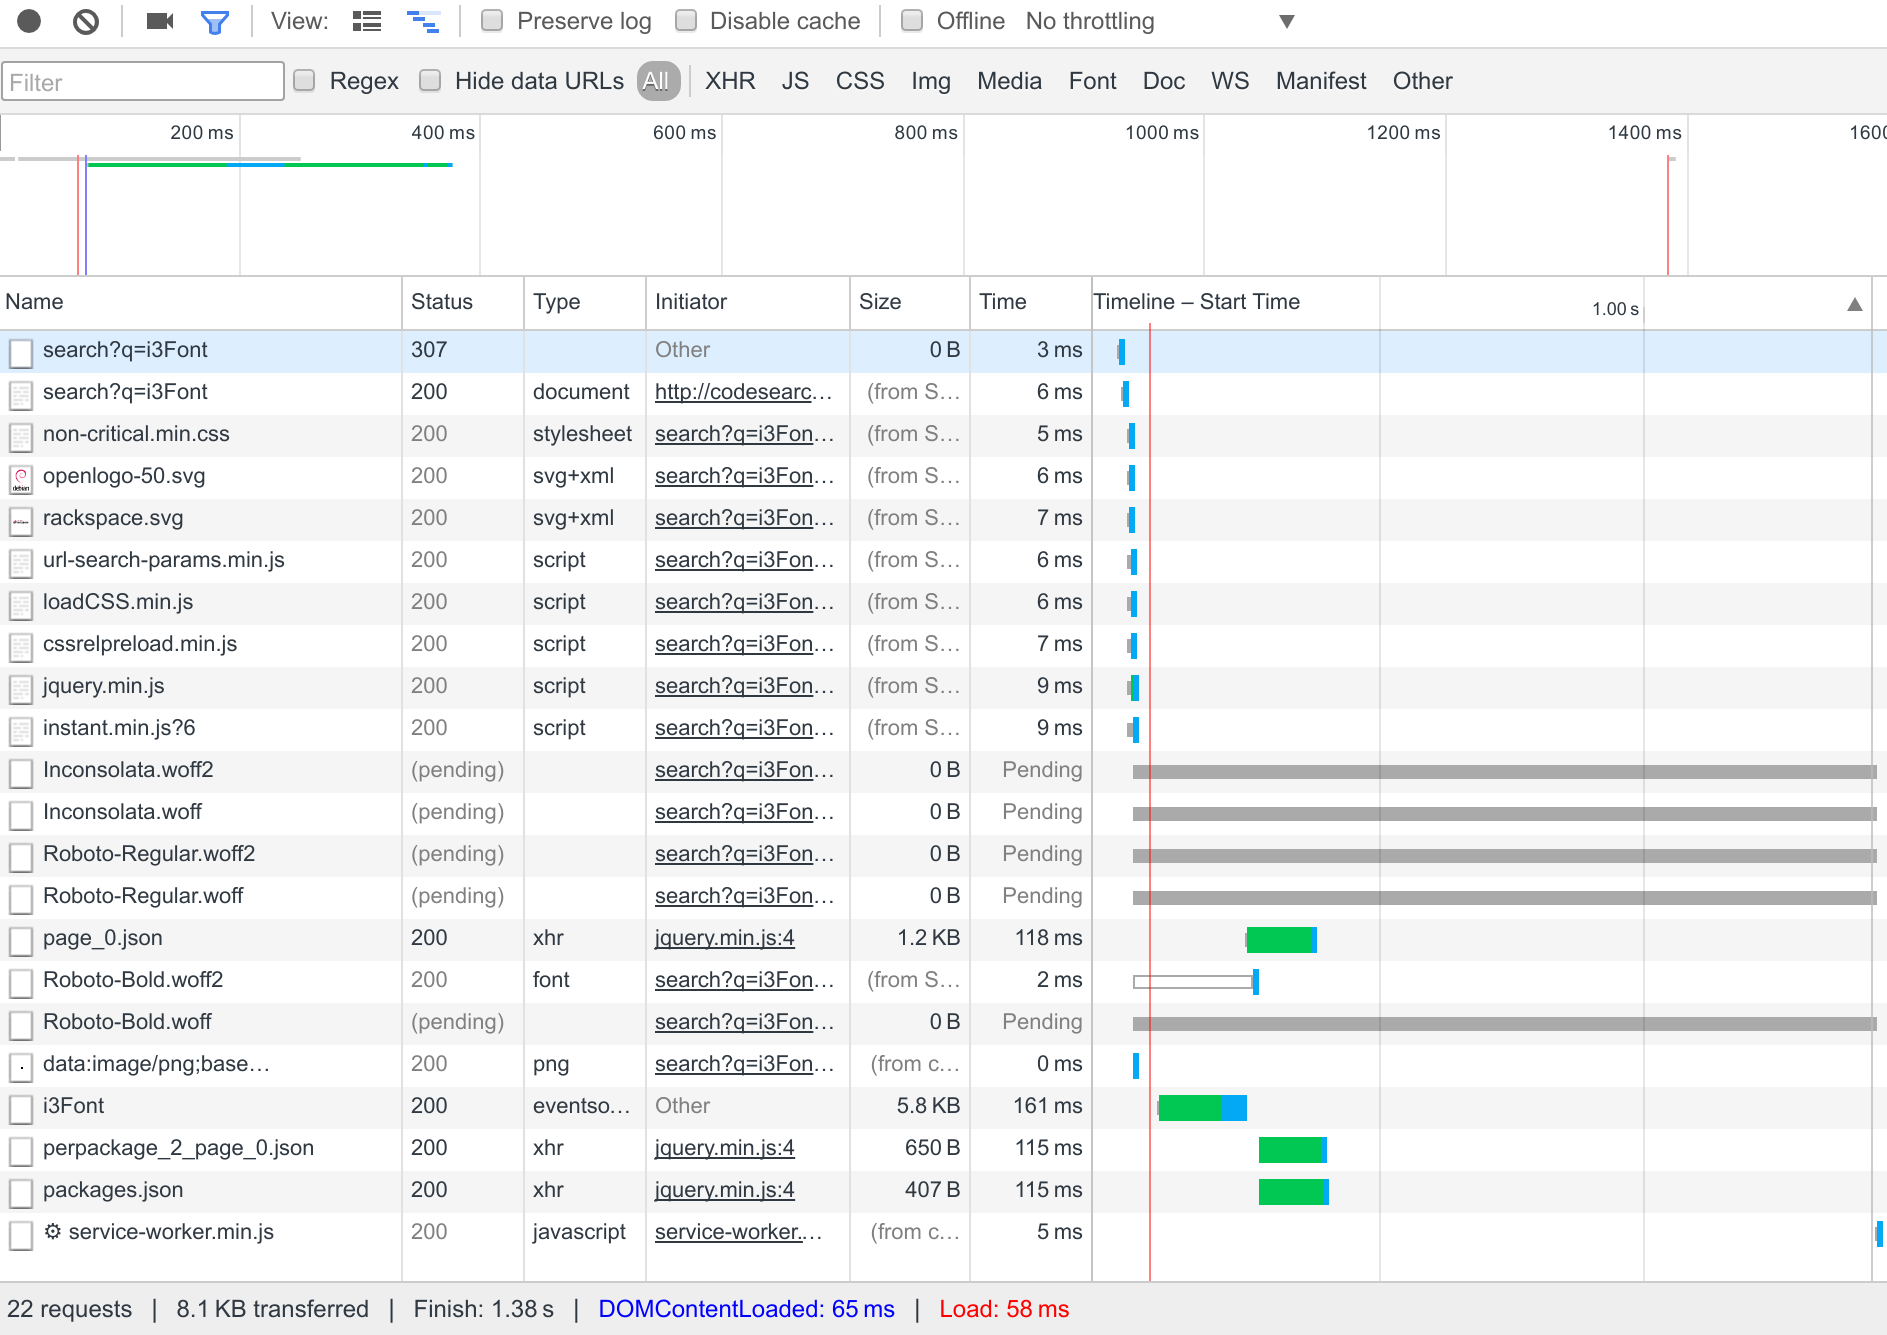 View: Preserve log Disable cache Offline No throttling
Filter Regex Hide data URLs All XHR JS CSS Img Media Font Doc WS Manifest Other
200 ms 400 ms 600 ms 800 ms 1000 ms 1200 ms 1400 ms
Name Status Type Initiator Size Time Timeline – Start Time 1.00 s
search?q=i3Font 307 Other 0 B 3 ms
search?q=i3Font 200 document http://codesearc… (from S… 6 ms
non-critical.min.css 200 stylesheet search?q=i3Fon… (from S… 5 ms
openlogo-50.svg 200 svg+xml search?q=i3Fon… (from S… 6 ms
rackspace.svg 200 svg+xml search?q=i3Fon… (from S… 7 ms
url-search-params.min.js 200 script search?q=i3Fon… (from S… 6 ms
loadCSS.min.js 200 script search?q=i3Fon… (from S… 6 ms
cssrelpreload.min.js 200 script search?q=i3Fon… (from S… 7 ms
jquery.min.js 200 script search?q=i3Fon… (from S… 9 ms
instant.min.js?6 200 script search?q=i3Fon… (from S… 9 ms
Inconsolata.woff2 (pending) search?q=i3Fon… 0 B Pending
Inconsolata.woff (pending) search?q=i3Fon… 0 B Pending
Roboto-Regular.woff2 (pending) search?q=i3Fon… 0 B Pending
Roboto-Regular.woff (pending) search?q=i3Fon… 0 B Pending
page_0.json 200 xhr jquery.min.js:4 1.2 KB 118 ms
Roboto-Bold.woff2 200 font search?q=i3Fon… (from S… 2 ms
Roboto-Bold.woff (pending) search?q=i3Fon… 0 B Pending
data:image/png;base… 200 png search?q=i3Fon… (from c… 0 ms
i3Font 200 eventso… Other 5.8 KB 161 ms
perpackage_2_page_0.json 200 xhr jquery.min.js:4 650 B 115 ms
packages.json 200 xhr jquery.min.js:4 407 B 115 ms
service-worker.min.js 200 javascript service-worker.… (from c… 5 ms
22 requests | 8.1 KB transferred | Finish: 1.38 s | DOMContentLoaded: 65 ms | Load: 58 ms